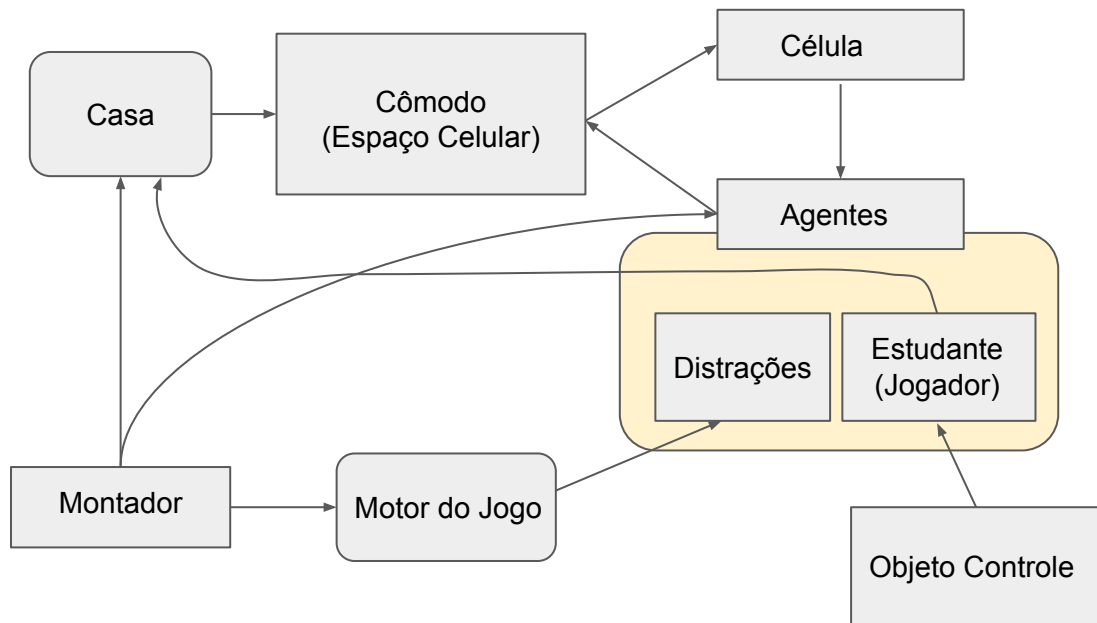 Célula
Casa
Cômodo
(Espaço Celular)
Agentes
Distrações
Estudante
(Jogador)
Montador
Motor do Jogo
Objeto Controle